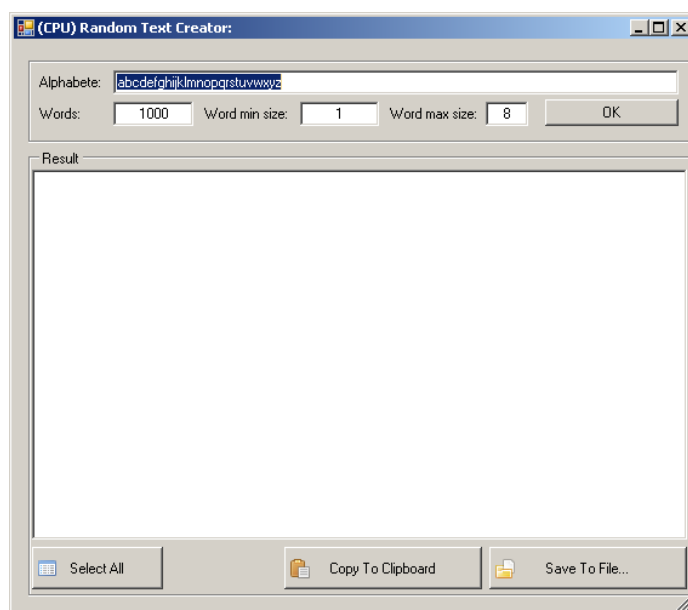 (CPU) Random Text Creator:
Alphabete: abcdefghijklmnopqrstuvwxyz
Words: 1000 Word min size: 1 Word max size: 8 OK
Result
Select All Copy To Clipboard Save To File...